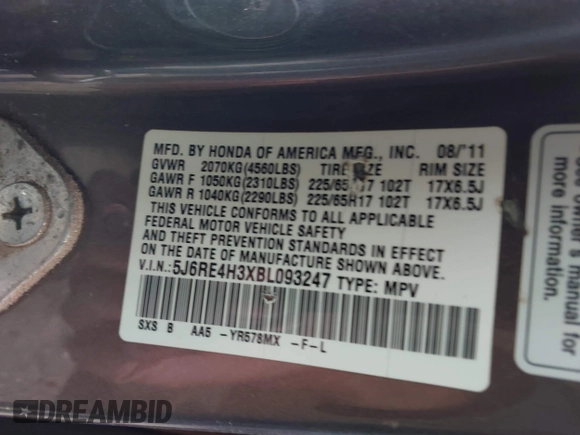 MFD. BY HONDA OF AMERICA MFG., INC. 08/'11
GVWR 2070KG(4560LBS) TIRE SIZE RIM SIZE
GAWR F 1050KG(2310LBS) 225/65R17 102T 17X6.5J
GAWR R 1040KG(2290LBS) 225/65R17 102T 17X6.5J
THIS VEHICLE CONFORMS TO ALL APPLICABLE
FEDERAL MOTOR VEHICLE SAFETY
AND THEFT PREVENTION STANDARDS IN EFFECT
ON THE DATE OF MANUFACTURE SHOWN ABOVE.
V.I.N.:5J6RE4H3XBL093247 TYPE: MPV
SXS B AA5 -YR578MX -F-L
owner's
manual for
more
information.
DREAMBID